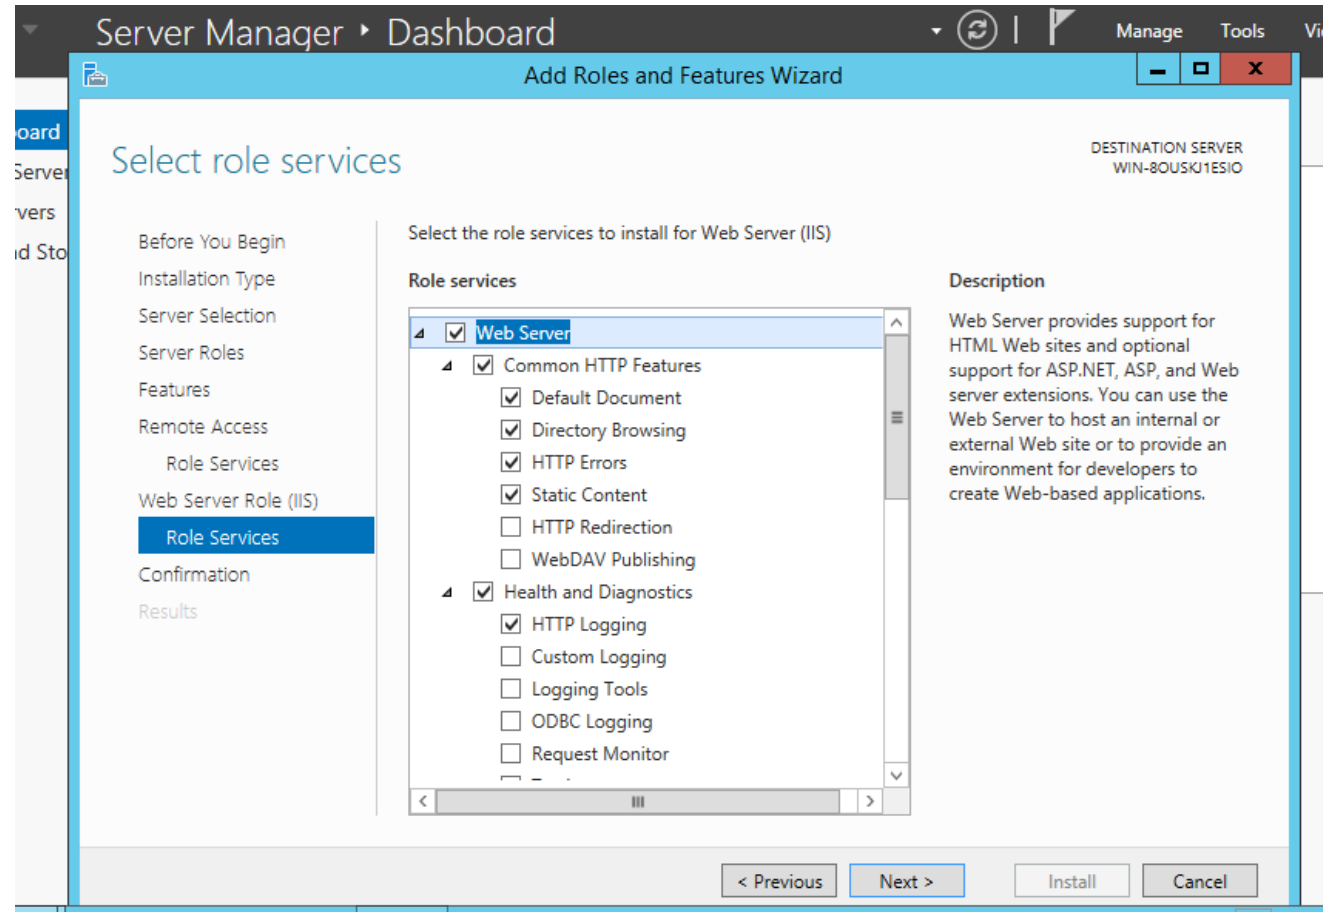 Server Manager ‣ Dashboard
Manage Tools
Add Roles and Features Wizard
Select role services
DESTINATION SERVER
WIN-8OUSKJ1ESIO
Before You Begin
Installation Type
Server Selection
Server Roles
Features
Remote Access
Role Services
Web Server Role (IIS)
Role Services
Confirmation
Results
Select the role services to install for Web Server (IIS)
Role services
Web Server
Common HTTP Features
Default Document
Directory Browsing
HTTP Errors
Static Content
HTTP Redirection
WebDAV Publishing
Health and Diagnostics
HTTP Logging
Custom Logging
Logging Tools
ODBC Logging
Request Monitor
Description
Web Server provides support for
HTML Web sites and optional
support for ASP.NET, ASP, and Web
server extensions. You can use the
Web Server to host an internal or
external Web site or to provide an
environment for developers to
create Web-based applications.
< Previous
Next >
Install
Cancel